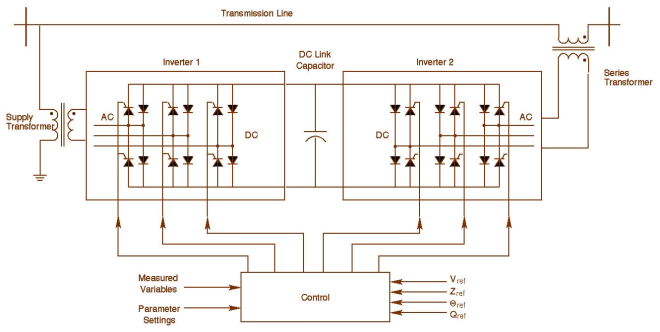 Transmission Line
DC Link
Capacitor
Inverter 1
Inverter 2
Series
Transformer
Supply
Transformer
AC
DC
DC
AC
Measured
Variables
Parameter
Settings
Control
Vref
Zref
Θref
Qref